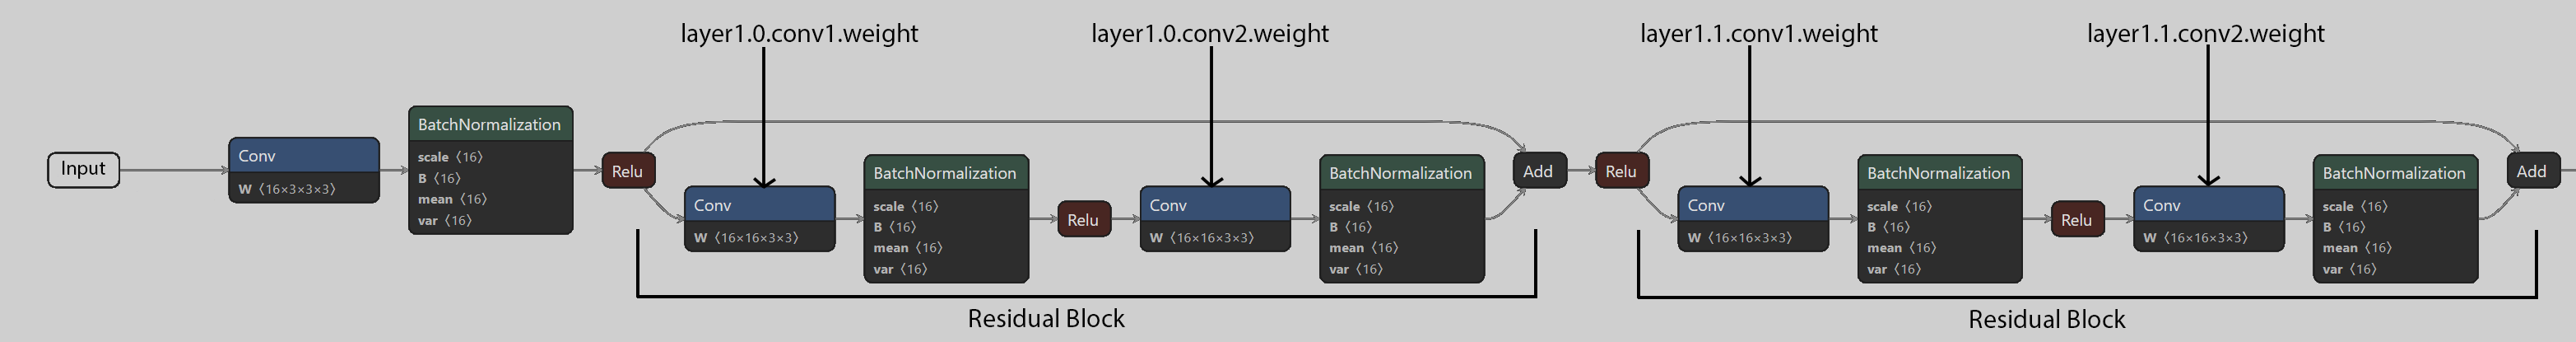 layer1.0.conv1.weight
layer1.0.conv2.weight
layer1.1.conv1.weight
layer1.1.conv2.weight
Input
Conv
W ⟨16×3×3×3⟩
BatchNormalization
scale ⟨16⟩
B ⟨16⟩
mean ⟨16⟩
var ⟨16⟩
Relu
Conv
W ⟨16×16×3×3⟩
BatchNormalization
scale ⟨16⟩
B ⟨16⟩
mean ⟨16⟩
var ⟨16⟩
Relu
Conv
W ⟨16×16×3×3⟩
BatchNormalization
scale ⟨16⟩
B ⟨16⟩
mean ⟨16⟩
var ⟨16⟩
Add
Relu
Conv
W ⟨16×16×3×3⟩
BatchNormalization
scale ⟨16⟩
B ⟨16⟩
mean ⟨16⟩
var ⟨16⟩
Relu
Conv
W ⟨16×16×3×3⟩
BatchNormalization
scale ⟨16⟩
B ⟨16⟩
mean ⟨16⟩
var ⟨16⟩
Add
Residual Block
Residual Block